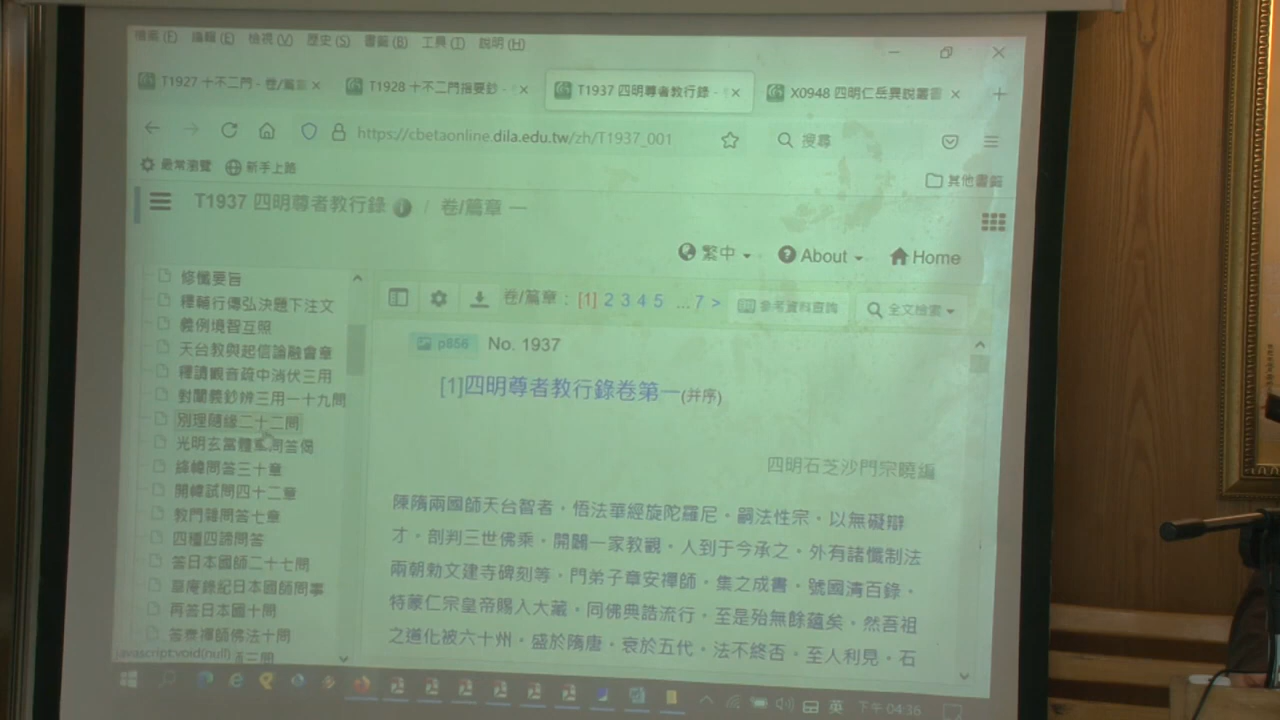 檔案(F) 編輯(E) 檢視(V) 歷史(S) 書籤(B) 工具(T) 說明(H)
T1927 十不二門 - 卷/篇章
T1928 十不二門指要鈔 -
T1937 四明尊者教行錄 -
X0948 四明仁岳異說叢書
https://cbetaonline.dila.edu.tw/zh/T1937_001
搜尋
最常瀏覽 新手上路
其他書籤
T1937 四明尊者教行錄 / 卷/篇章 一
繁中 About Home
修懺要旨
釋輔行傳弘決題下注文
義例境智互照
天台教與起信論融會章
釋請觀音疏中消伏三用
對闡義鈔辨三用一十九問
別理隨緣二十二問
光明玄當體章問答偈
絳幃問答三十章
開幃試問四十二章
教門雜問答七章
四種四諦問答
答日本國師二十七問
草庵錄紀日本國師問事
再答日本國十問
答泰禪師佛法十問
javascript:void(null)
卷/篇章 : [1] 2 3 4 5 ...7 > 參考資料查詢 全文檢索
p856 No. 1937
[1]四明尊者教行錄卷第一(并序)
四明石芝沙門宗曉編
陳隋兩國師天台智者，悟法華經旋陀羅尼，嗣法性宗，以無礙辯
才，剖判三世佛乘，開闢一家教觀，人到于今承之。外有諸懺制法
兩朝勅文建寺碑刻等，門弟子章安禪師，集之成書，號國清百錄，
特蒙仁宗皇帝賜入大藏，同佛典誥流行，至是殆無餘蘊矣。然吾祖
之道化被六十州，盛於隋唐，衰於五代，法不終否，至人利見，石
英 下午 04:36